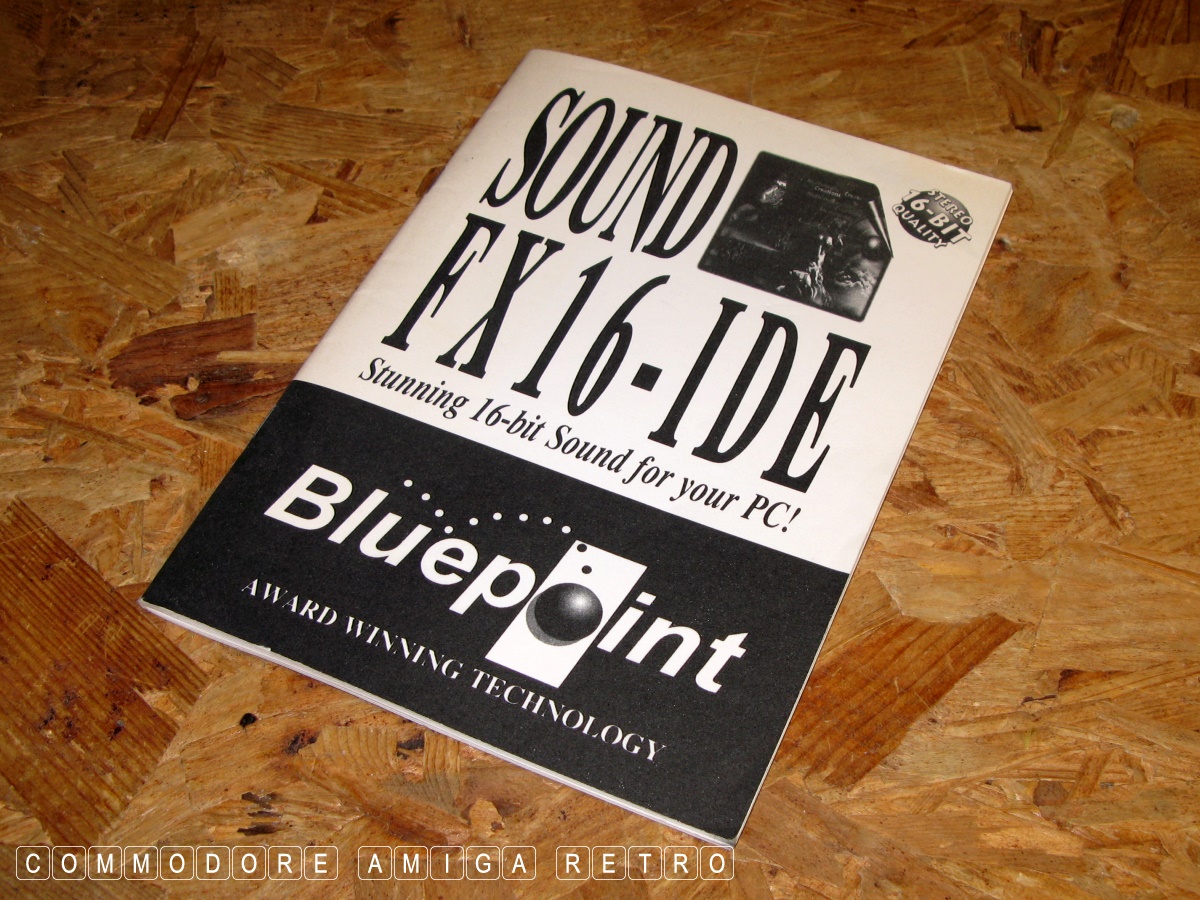 SOUND
FX16-IDE
STEREO
16-BIT
QUALITY
Stunning 16-bit Sound for your PC!
Bluepoint
AWARD WINNING TECHNOLOGY
COMMODORE AMIGA RETRO